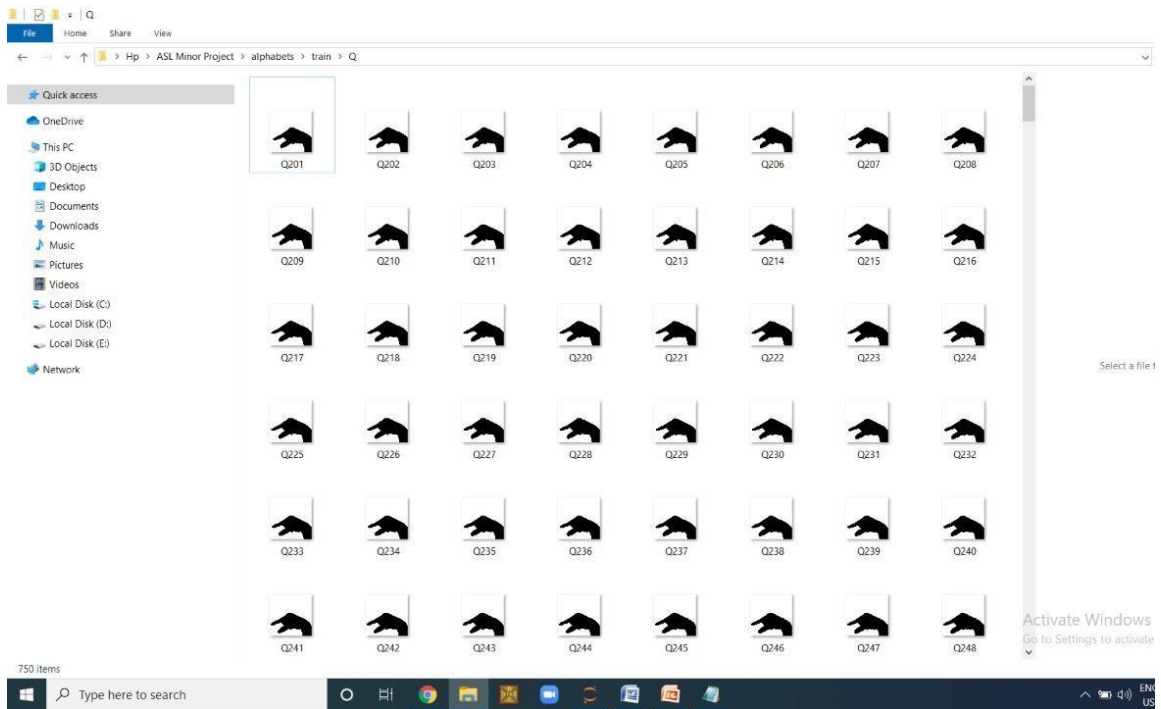 Q
File Home Share View
Hp > ASL Minor Project > alphabets > train > Q
Quick access
OneDrive
This PC
3D Objects
Desktop
Documents
Downloads
Music
Pictures
Videos
Local Disk (C:)
Local Disk (D:)
Local Disk (E:)
Network
Q201 Q202 Q203 Q204 Q205 Q206 Q207 Q208
Q209 Q210 Q211 Q212 Q213 Q214 Q215 Q216
Q217 Q218 Q219 Q220 Q221 Q222 Q223 Q224
Q225 Q226 Q227 Q228 Q229 Q230 Q231 Q232
Q233 Q234 Q235 Q236 Q237 Q238 Q239 Q240
Q241 Q242 Q243 Q244 Q245 Q246 Q247 Q248
Select a file
Activate Windows
Go to Settings to activate
750 items
Type here to search
ENG
US